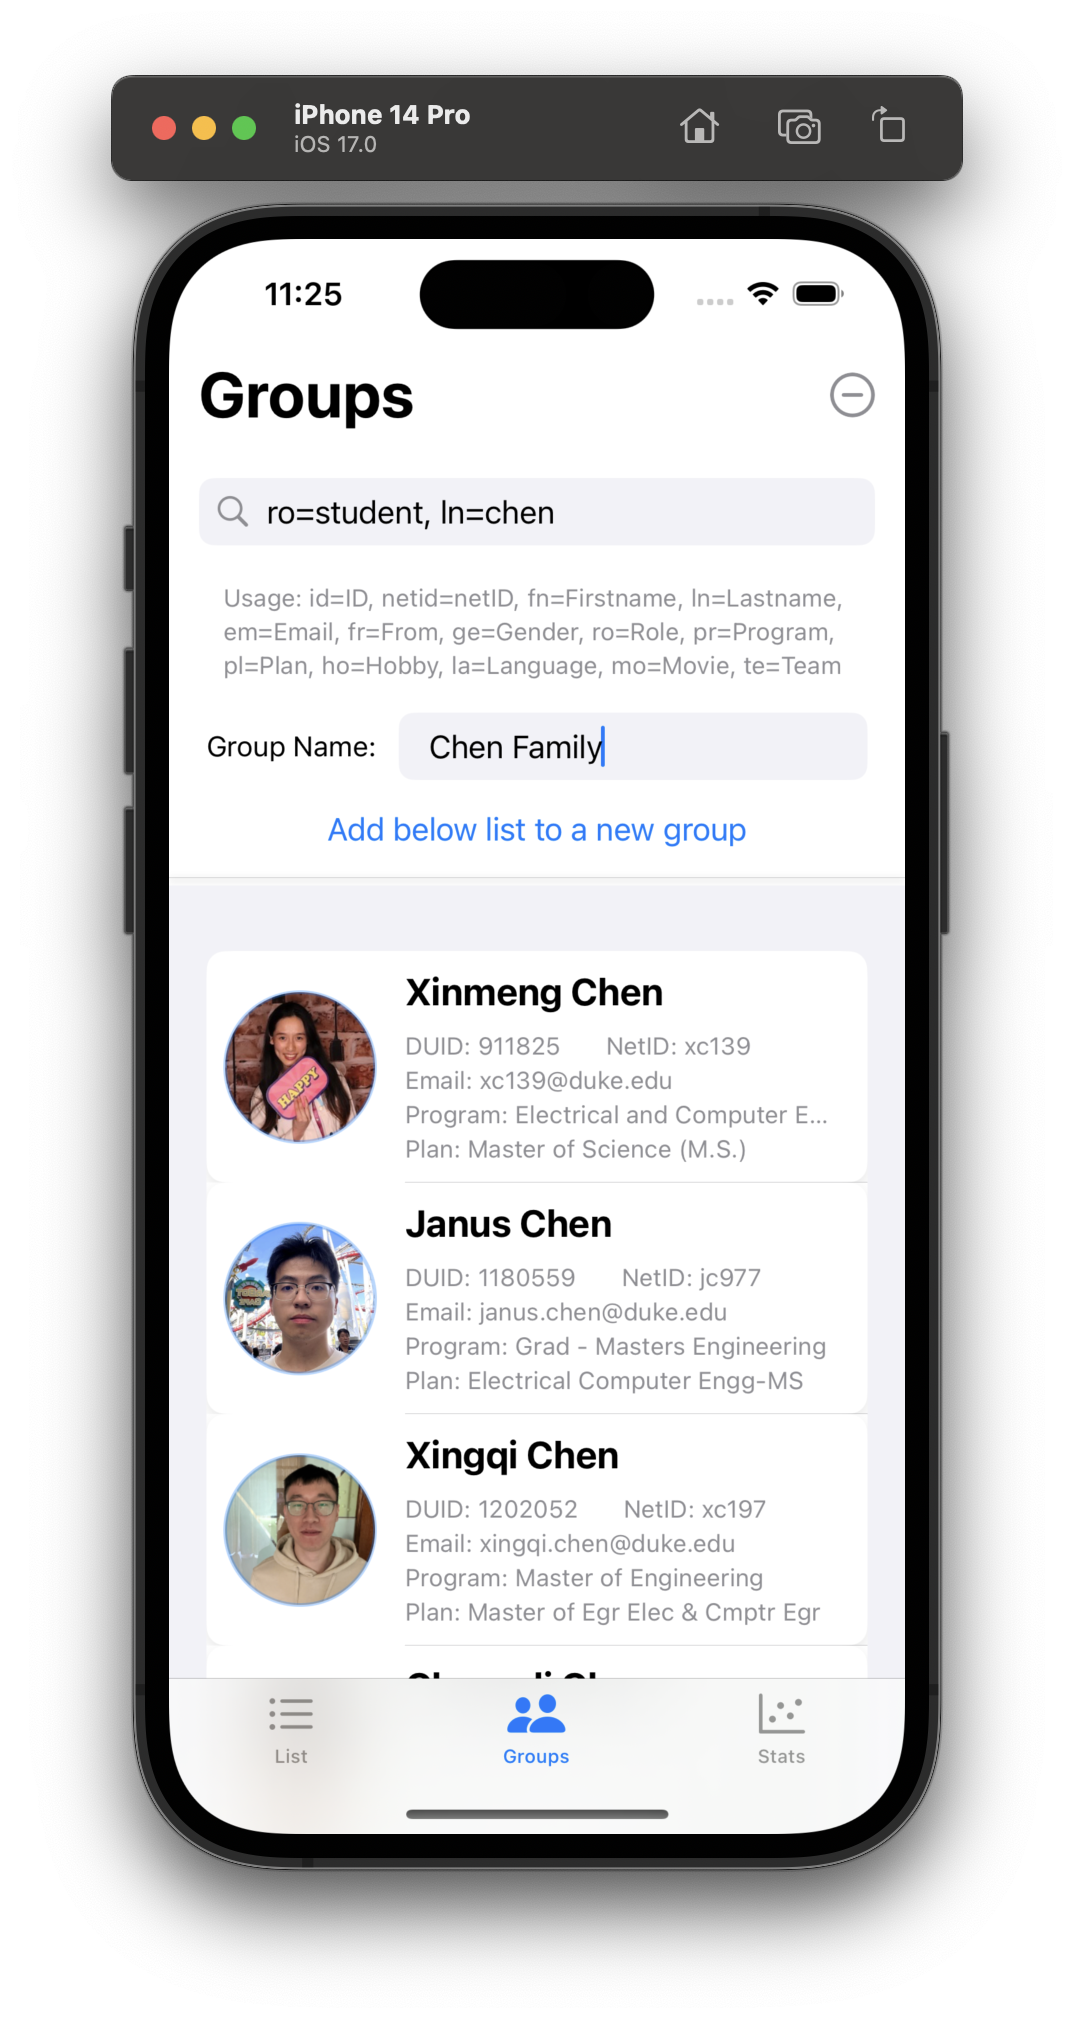 iPhone 14 Pro
iOS 17.0
11:25
Groups
ro=student, ln=chen
Usage: id=ID, netid=netID, fn=Firstname, ln=Lastname,
em=Email, fr=From, ge=Gender, ro=Role, pr=Program,
pl=Plan, ho=Hobby, la=Language, mo=Movie, te=Team
Group Name: Chen Family
Add below list to a new group
HAPPY
Xinmeng Chen
DUID: 911825 NetID: xc139
Email: xc139@duke.edu
Program: Electrical and Computer E...
Plan: Master of Science (M.S.)
Janus Chen
DUID: 1180559 NetID: jc977
Email: janus.chen@duke.edu
Program: Grad - Masters Engineering
Plan: Electrical Computer Engg-MS
Xingqi Chen
DUID: 1202052 NetID: xc197
Email: xingqi.chen@duke.edu
Program: Master of Engineering
Plan: Master of Egr Elec & Cmptr Egr
List
Groups
Stats